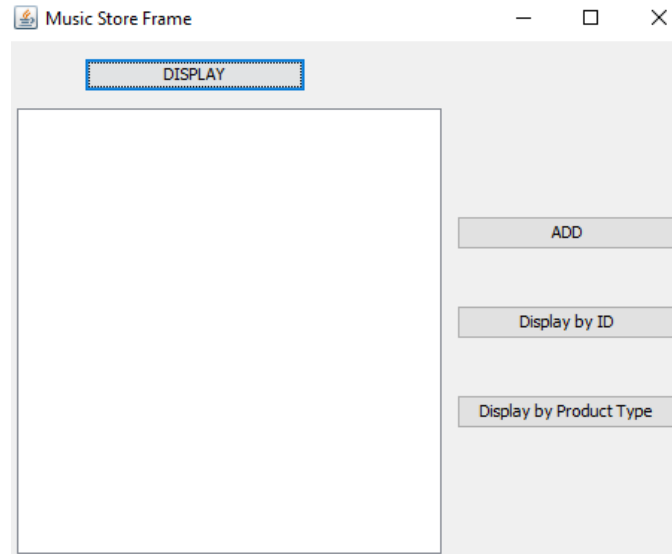 Music Store Frame
DISPLAY
ADD
Display by ID
Display by Product Type